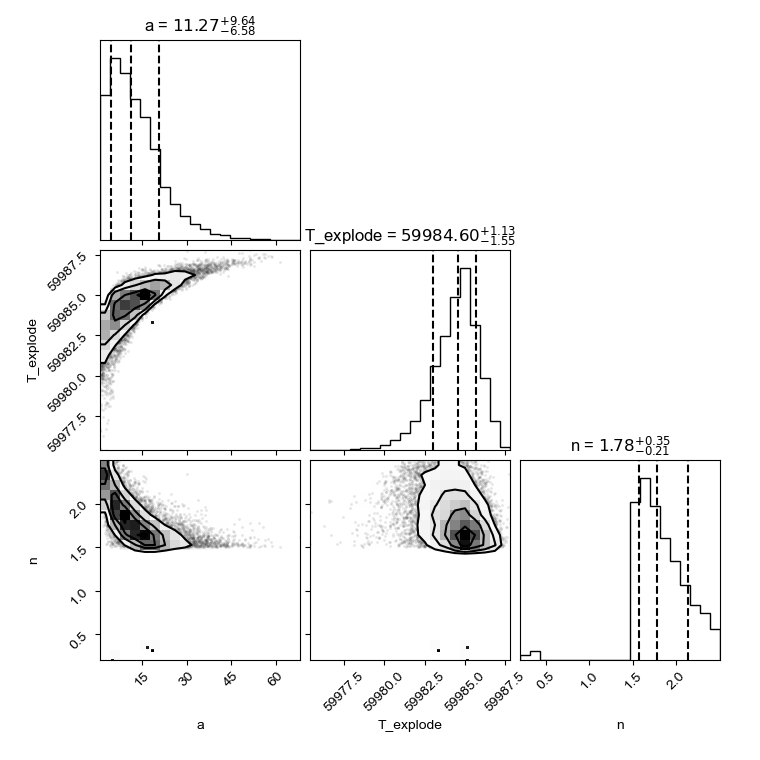 a = 11.27+9.64−6.58
T_explode = 59984.60+1.13−1.55
59987.5
59985.0
59982.5
59980.0
59977.5
T_explode
n = 1.78+0.35−0.21
2.0
1.5
1.0
0.5
n
15 30 45 60
59977.5 59980.0 59982.5 59985.0 59987.5
0.5 1.0 1.5 2.0
a T_explode n